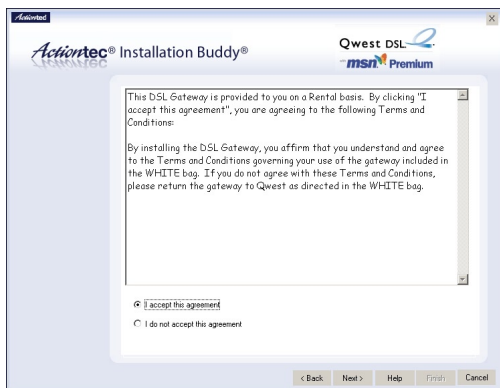 Actiontec
Actiontec® Installation Buddy®
Qwest DSL
msn Premium
This DSL Gateway is provided to you on a Rental basis. By clicking "I
accept this agreement", you are agreeing to the following Terms and
Conditions:
By installing the DSL Gateway, you affirm that you understand and agree
to the Terms and Conditions governing your use of the gateway included in
the WHITE bag. If you do not agree with these Terms and Conditions,
please return the gateway to Qwest as directed in the WHITE bag.
I accept this agreement
I do not accept this agreement
< Back Next > Help Finish Cancel